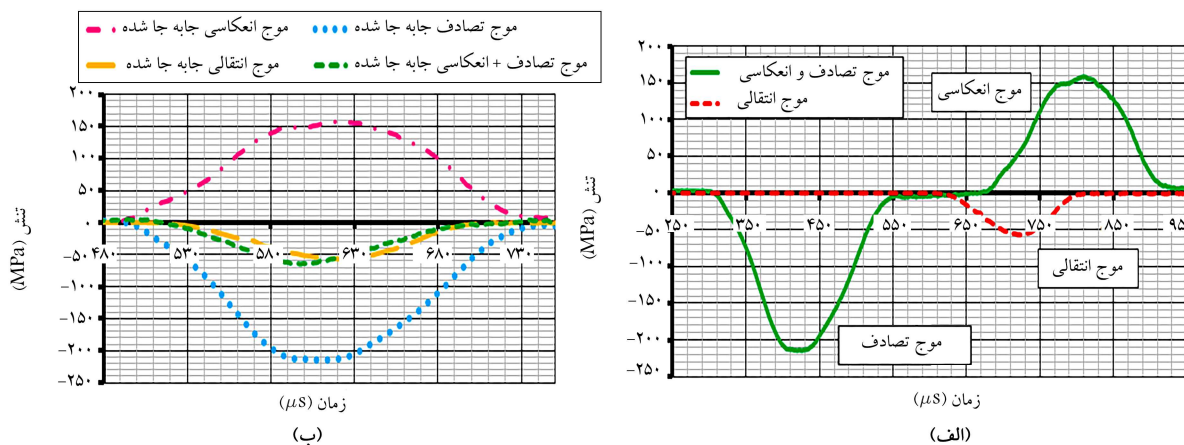 ۲۰۰
۱۵۰
۱۰۰
۵۰
۰
-۵۰
-۱۰۰
-۱۵۰
-۲۰۰
-۲۵۰
تنش (MPa)
موج تصادف و انعکاسی
موج انتقالی
موج انعکاسی
موج انتقالی
موج تصادف
۲۵۰ ۳۵۰ ۴۵۰ ۵۵۰ ۶۵۰ ۷۵۰ ۸۵۰ ۹۵۰
زمان (μs)
(الف)
موج تصادف جابه جا شده
موج انعکاسی جابه جا شده
موج تصادف + انعکاسی جابه جا شده
موج انتقالی جابه جا شده
۲۰۰
۱۵۰
۱۰۰
۵۰
۰
-۵۰
-۱۰۰
-۱۵۰
-۲۰۰
-۲۵۰
تنش (MPa)
۴۸۰ ۵۳۰ ۵۸۰ ۶۳۰ ۶۸۰ ۷۳۰
زمان (μs)
(ب)